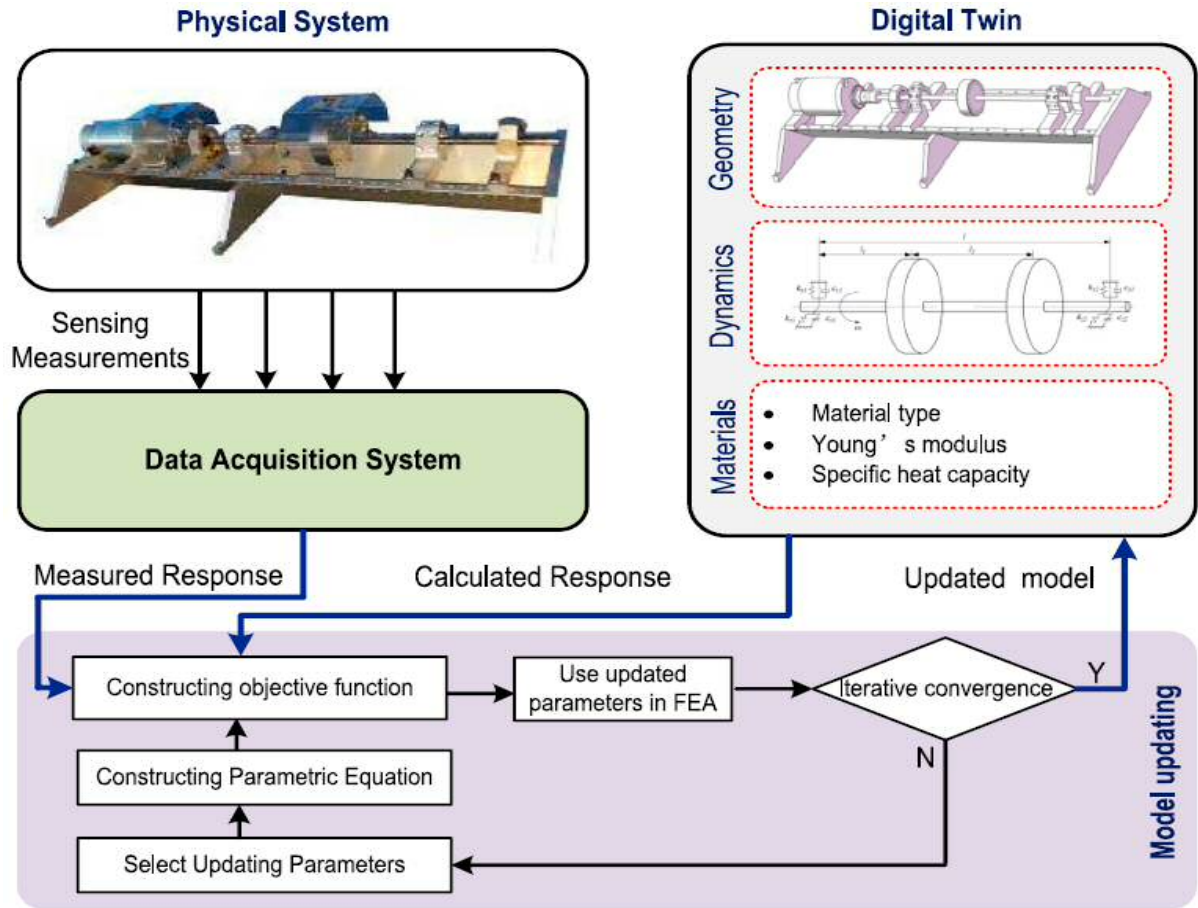 Physical System
Digital Twin
Geometry
Dynamics
Materials
Material type
Young's modulus
Specific heat capacity
Sensing
Measurements
Data Acquisition System
Measured Response
Calculated Response
Updated model
Constructing objective function
Use updated
parameters in FEA
Iterative convergence
Y
N
Constructing Parametric Equation
Select Updating Parameters
Model updating